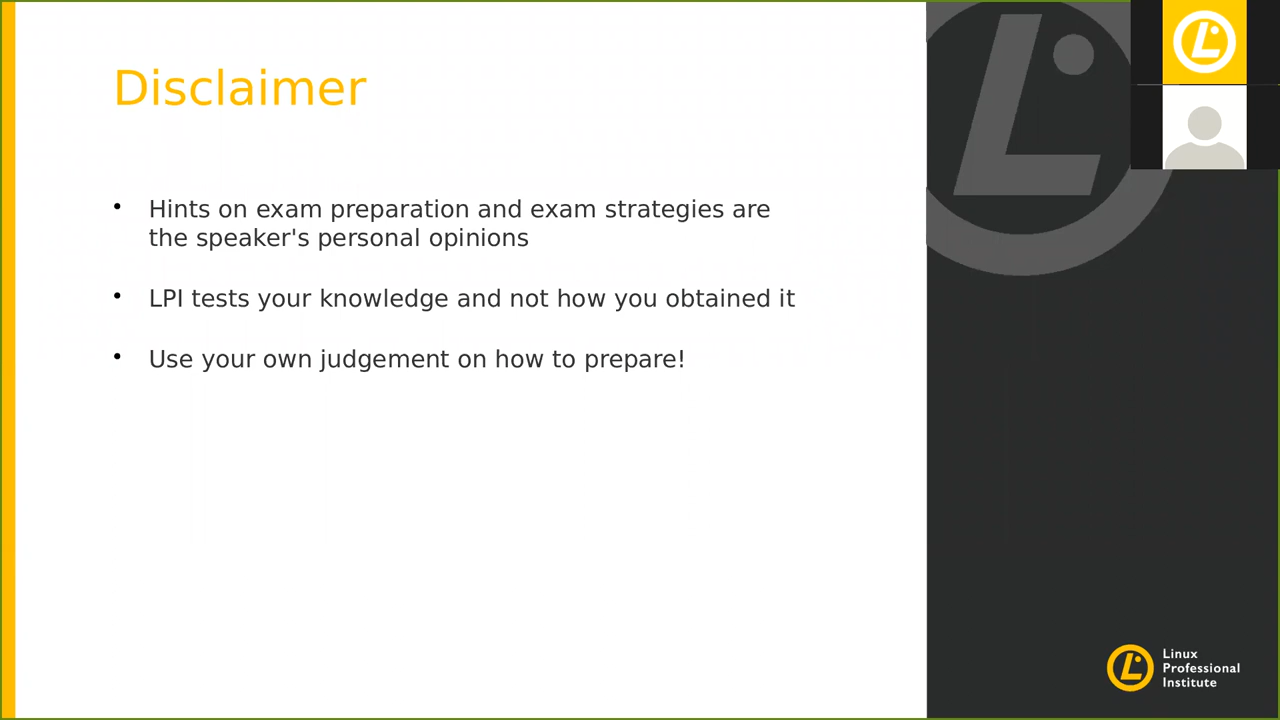 Disclaimer
• Hints on exam preparation and exam strategies are
the speaker's personal opinions
• LPI tests your knowledge and not how you obtained it
• Use your own judgement on how to prepare!
Linux
Professional
Institute